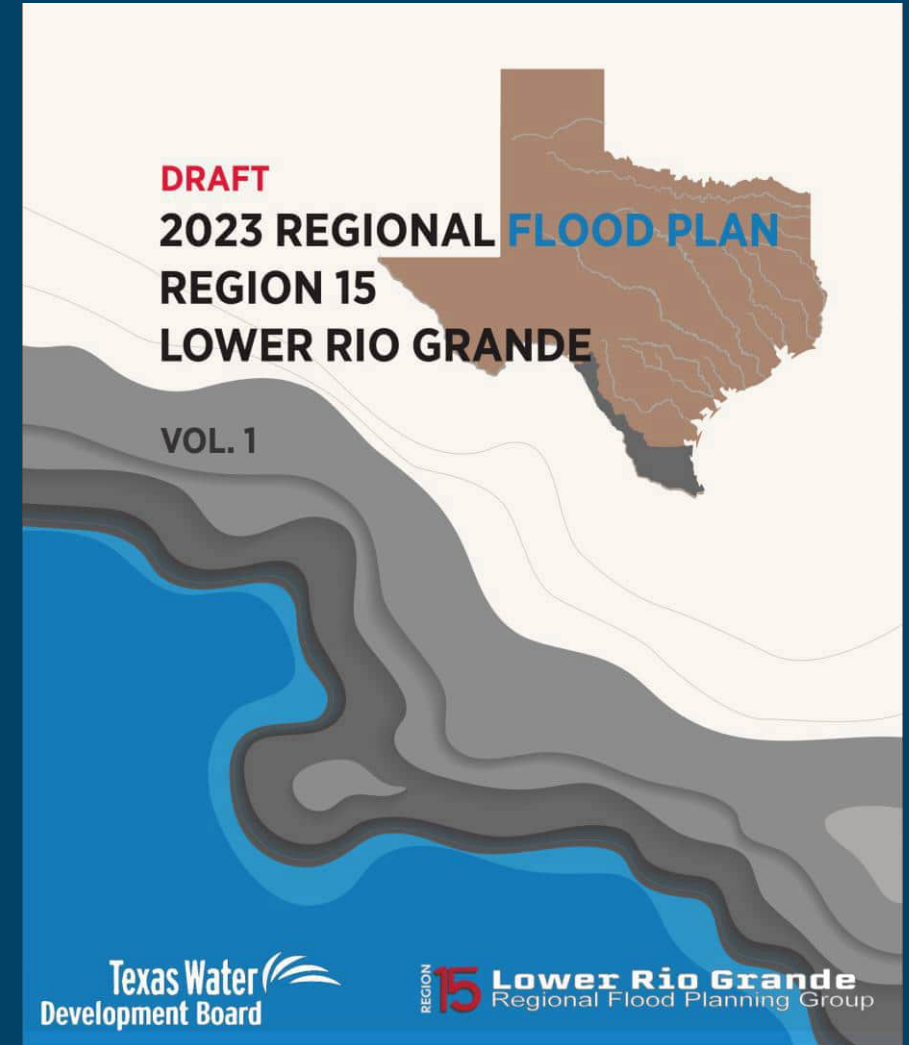 DRAFT
2023 REGIONAL FLOOD PLAN
REGION 15
LOWER RIO GRANDE
VOL. 1
Texas Water
Development Board
REGION 15 Lower Rio Grande
Regional Flood Planning Group